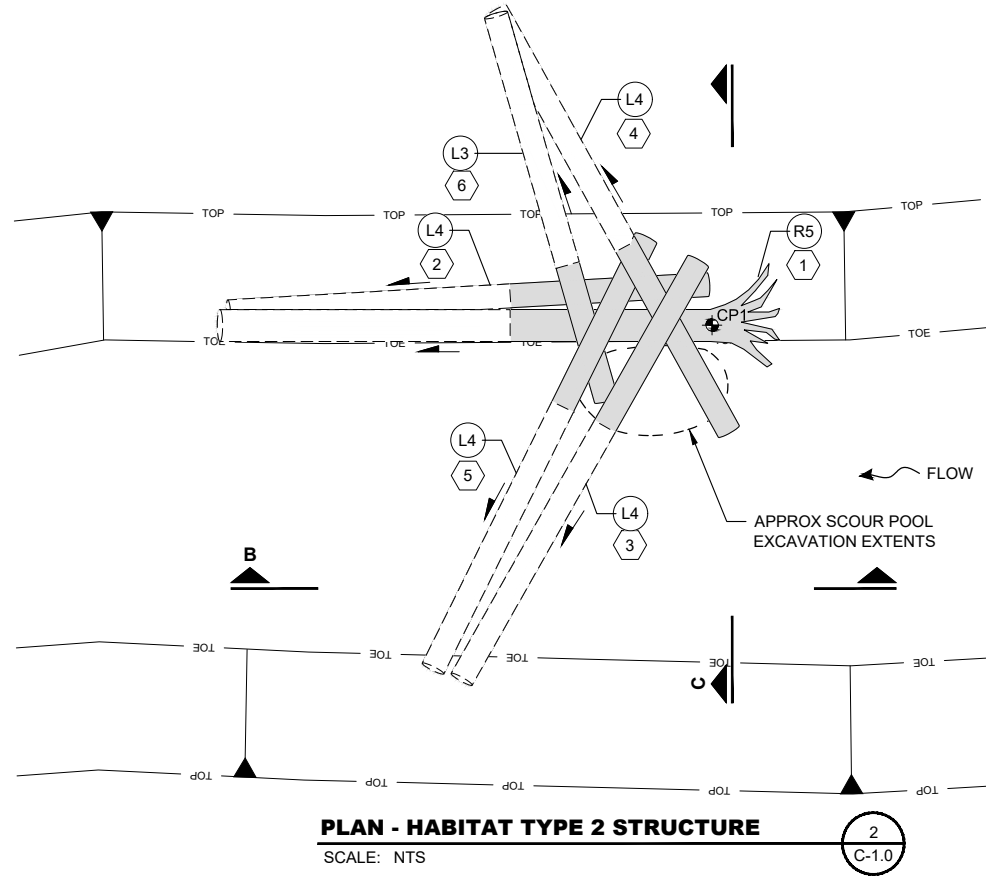 L4
4
L3
6
TOP
TOP
TOP
TOP
TOP
L4
2
R5
1
CP1
TOE
TOE
TOE
TOE
L4
5
FLOW
L4
3
APPROX SCOUR POOL
EXCAVATION EXTENTS
B
TOE
TOE
TOE
TOE
TOE
C
TOP
TOP
TOP
TOP
TOP
PLAN - HABITAT TYPE 2 STRUCTURE
SCALE: NTS
2
C-1.0